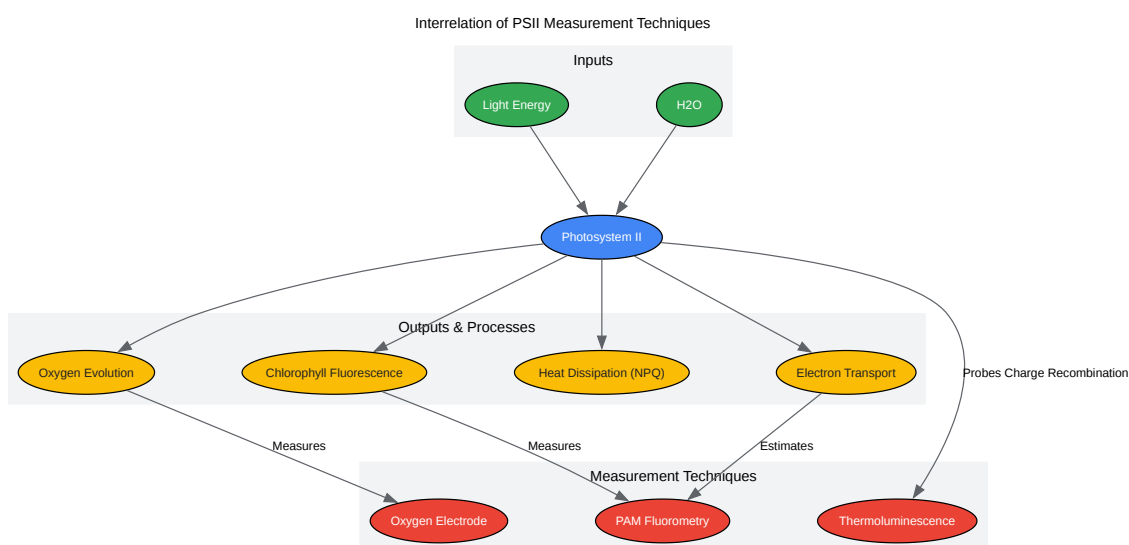 Interrelation of PSII Measurement Techniques
Inputs
Light Energy
H2O
Photosystem II
Outputs & Processes
Oxygen Evolution
Chlorophyll Fluorescence
Heat Dissipation (NPQ)
Electron Transport
Probes Charge Recombination
Measures
Measures
Estimates
Measurement Techniques
Oxygen Electrode
PAM Fluorometry
Thermoluminescence